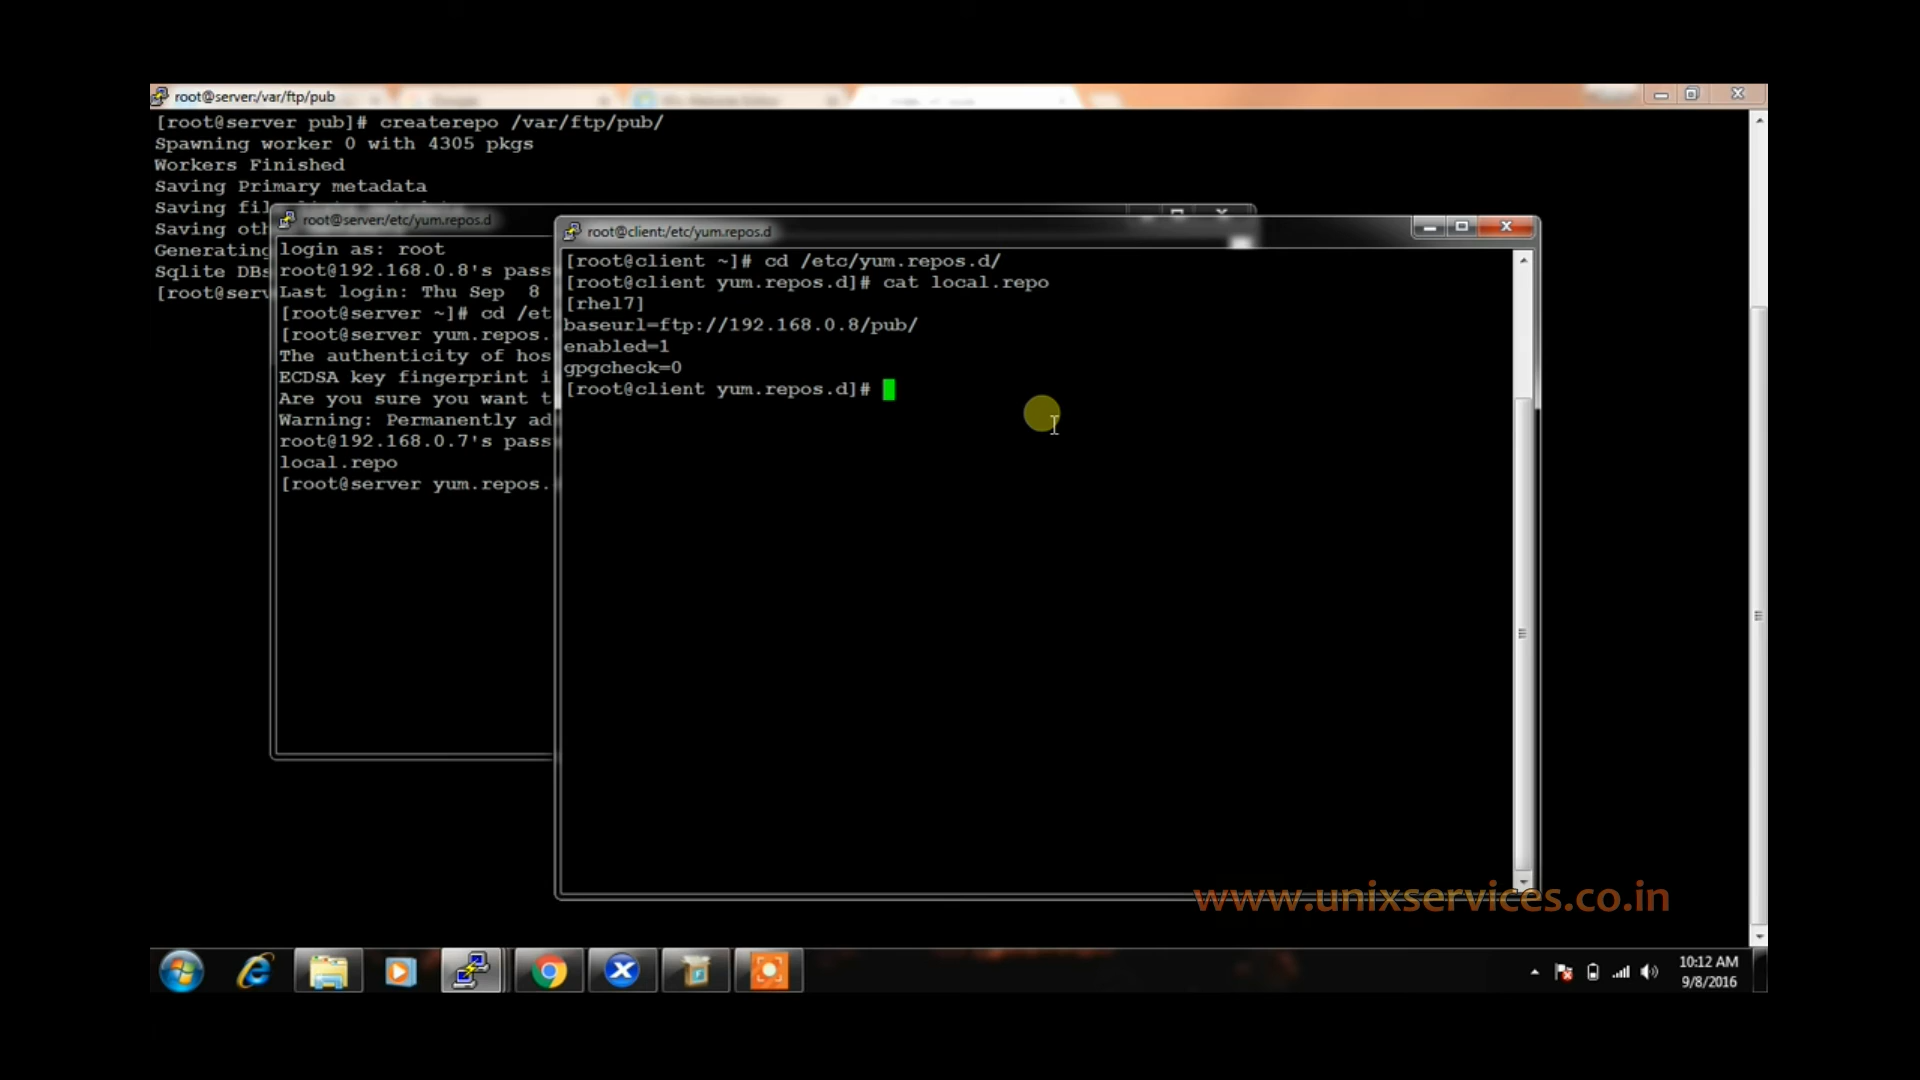 root@server:/var/ftp/pub
[root@server pub]# createrepo /var/ftp/pub/
Spawning worker 0 with 4305 pkgs
Workers Finished
Saving Primary metadata
Saving fil
Saving oth
Generating
Sqlite DBs
[root@serv
root@server:/etc/yum.repos.d
login as: root
root@192.168.0.8's pass
Last login: Thu Sep  8
[root@server ~]# cd /et
[root@server yum.repos.
The authenticity of hos
ECDSA key fingerprint i
Are you sure you want t
Warning: Permanently ad
root@192.168.0.7's pass
local.repo
[root@server yum.repos.
root@client:/etc/yum.repos.d
[root@client ~]# cd /etc/yum.repos.d/
[root@client yum.repos.d]# cat local.repo
[rhel7]
baseurl=ftp://192.168.0.8/pub/
enabled=1
gpgcheck=0
[root@client yum.repos.d]#
www.unixservices.co.in
10:12 AM
9/8/2016